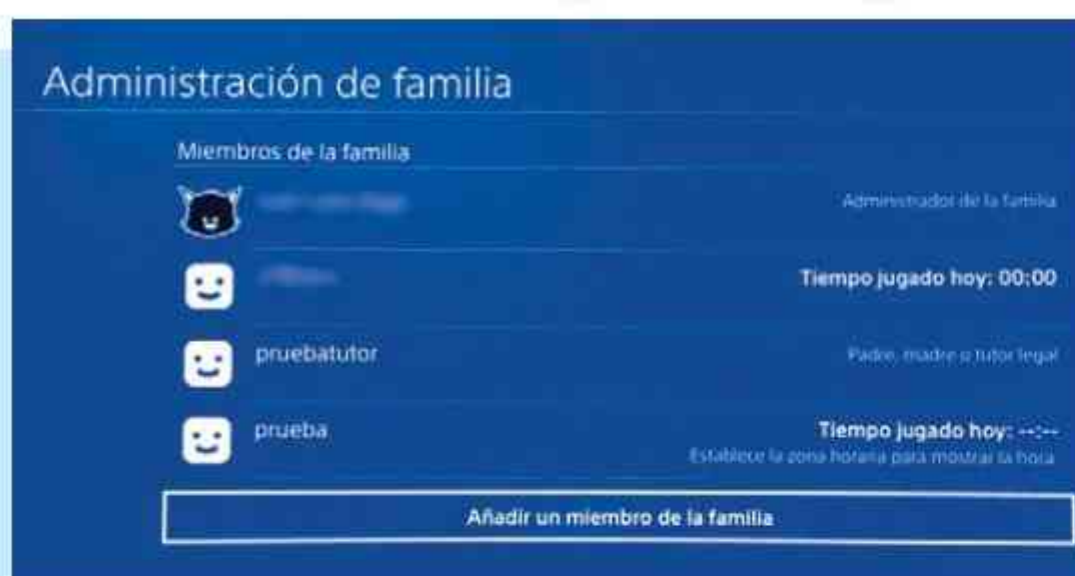 Administración de familia
Miembros de la familia
Administrador de la familia
Tiempo jugado hoy: 00:00
pruebatutor
Padre, madre o tutor legal
prueba
Tiempo jugado hoy: --:--
Establece la zona horaria para mostrar la hora
Añadir un miembro de la familia